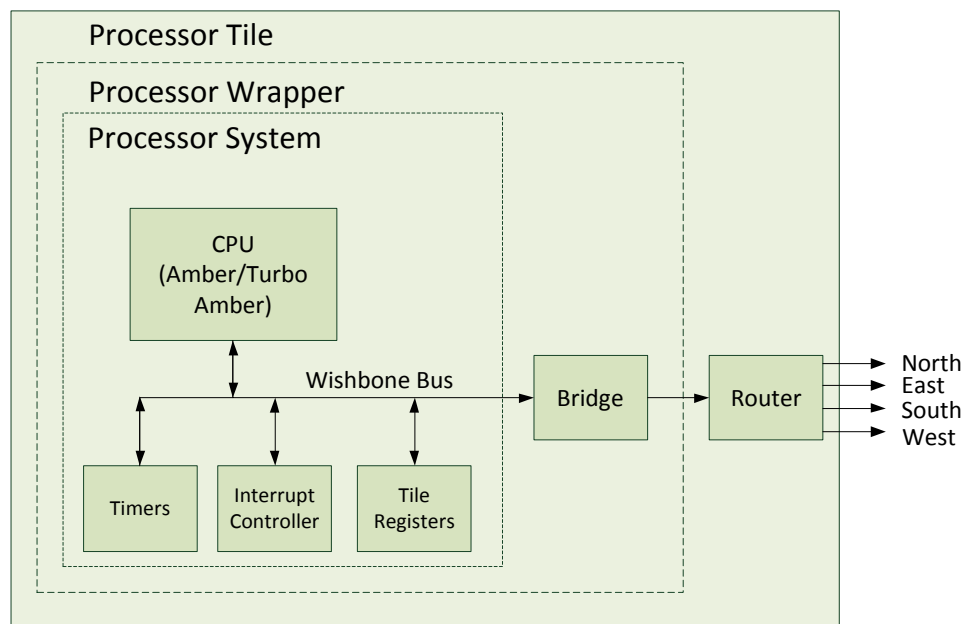 Processor Tile
Processor Wrapper
Processor System
CPU
(Amber/Turbo
Amber)
Wishbone Bus
Bridge
Router
North
East
South
West
Timers
Interrupt
Controller
Tile
Registers